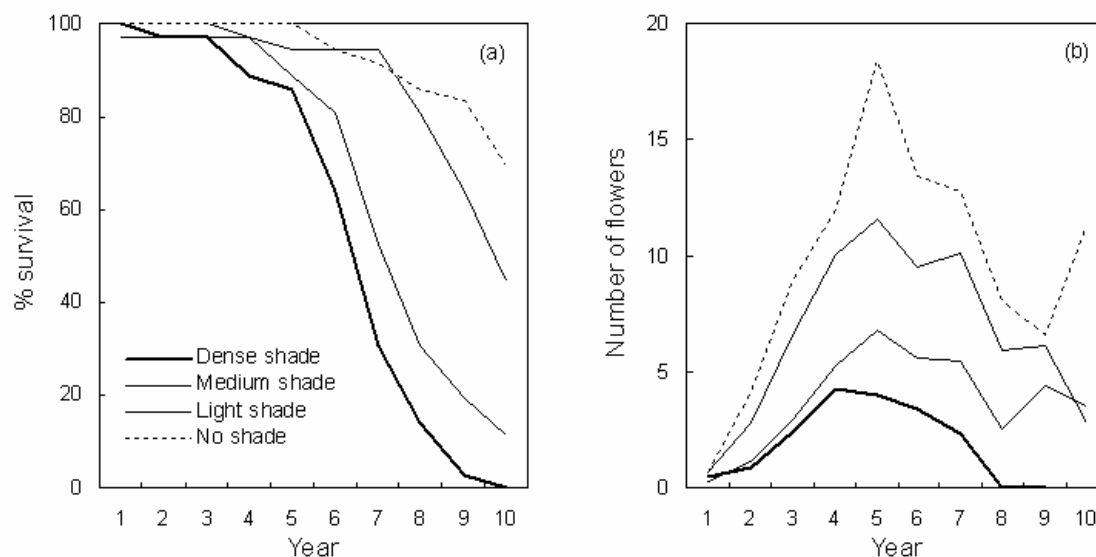 (a)
% survival
100
80
60
40
20
0
Dense shade
Medium shade
Light shade
No shade
1 2 3 4 5 6 7 8 9 10
Year
(b)
Number of flowers
20
15
10
5
0
1 2 3 4 5 6 7 8 9 10
Year